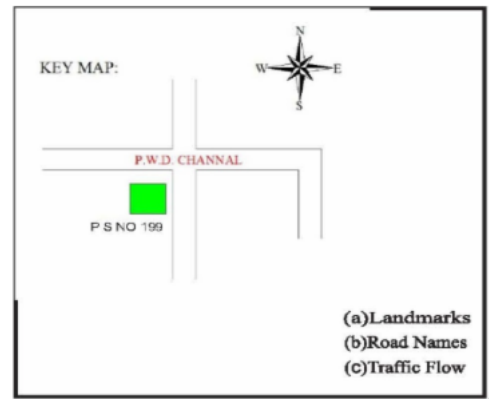 N
KEY MAP:
W E
S
P.W.D. CHANNAL
P S NO 199
(a)Landmarks
(b)Road Names
(c)Traffic Flow